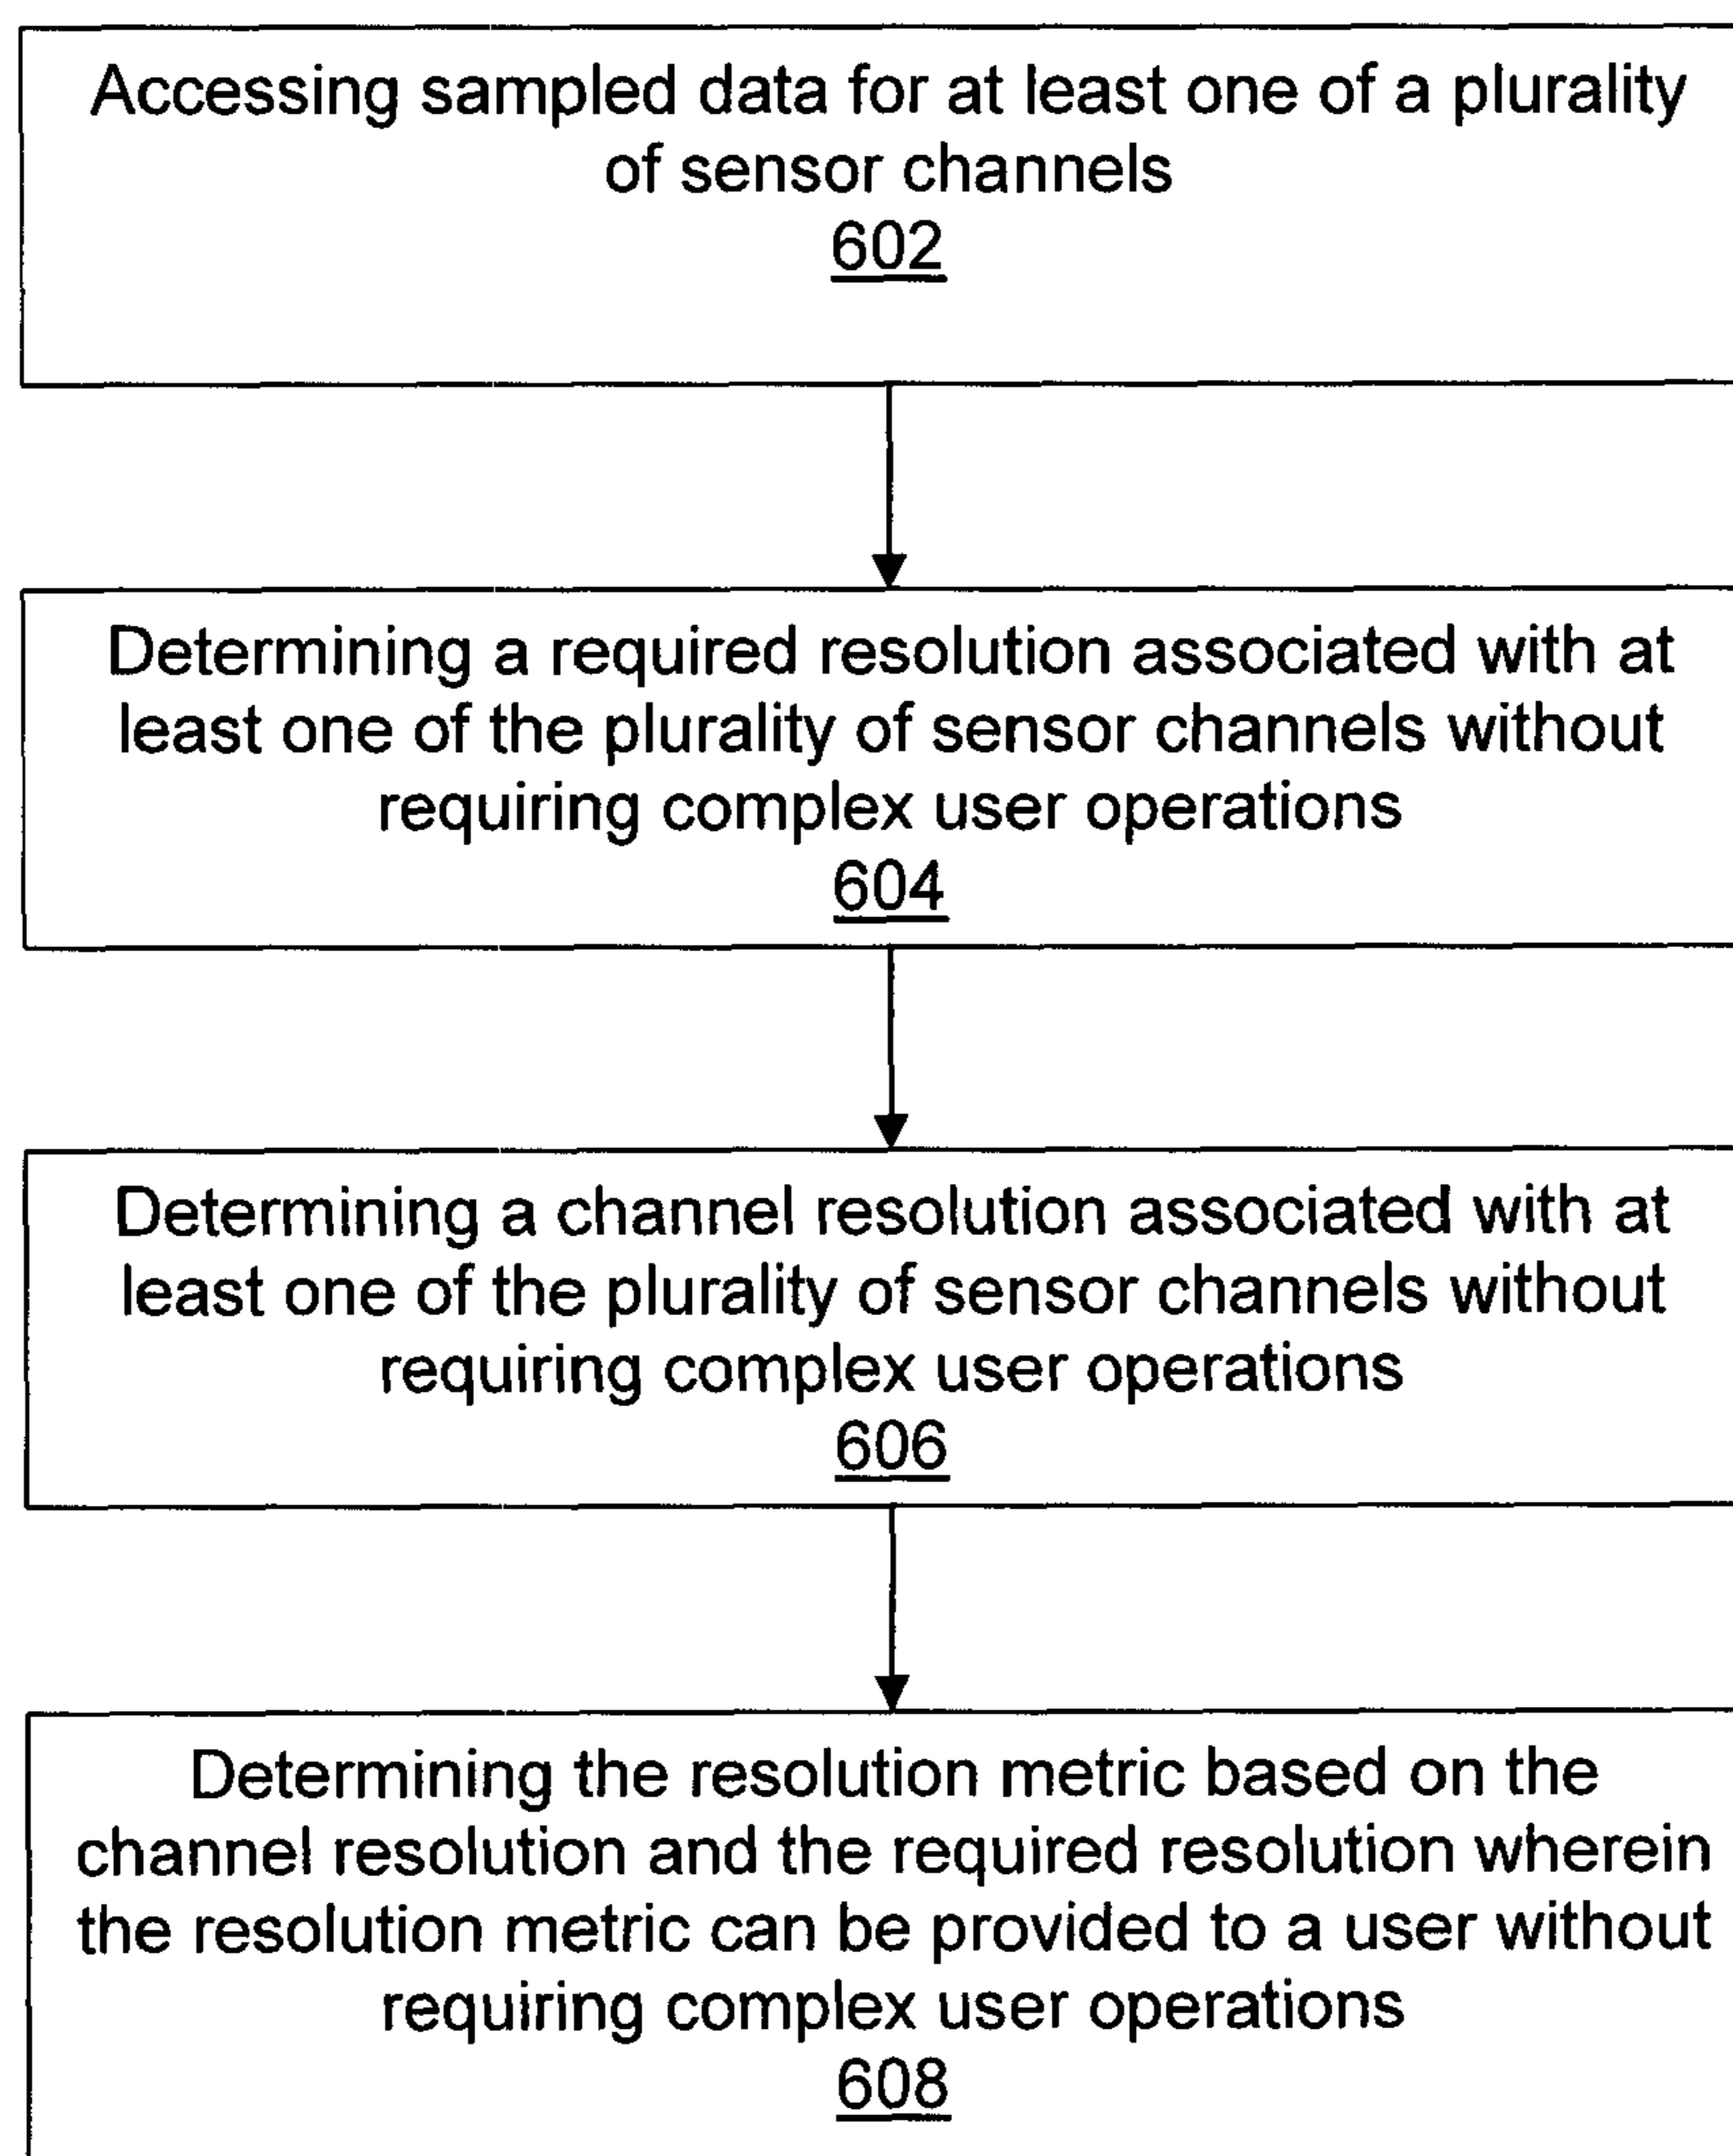 Accessing sampled data for at least one of a plurality
of sensor channels
602
Determining a required resolution associated with at
least one of the plurality of sensor channels without
requiring complex user operations
604
Determining a channel resolution associated with at
least one of the plurality of sensor channels without
requiring complex user operations
606
Determining the resolution metric based on the
channel resolution and the required resolution wherein
the resolution metric can be provided to a user without
requiring complex user operations
608